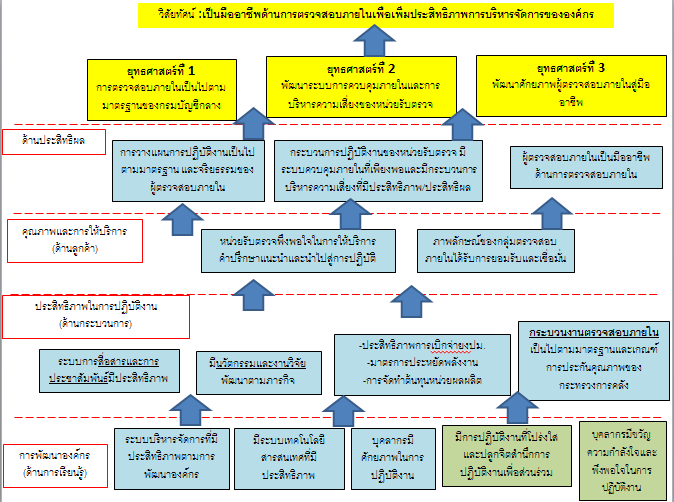 วิสัยทัศน์ :เป็นมืออาชีพด้านการตรวจสอบภายในเพื่อเพิ่มประสิทธิภาพการบริหารจัดการขององค์กร
ยุทธศาสตร์ที่ 1
การตรวจสอบภายในเป็นไปตาม
มาตรฐานของกรมบัญชีกลาง
ยุทธศาสตร์ที่ 2
พัฒนาระบบการควบคุมภายในและการ
บริหารความเสี่ยงของหน่วยรับตรวจ
ยุทธศาสตร์ที่ 3
พัฒนาศักยภาพผู้ตรวจสอบภายในสู่มือ
อาชีพ
ด้านประสิทธิผล
การวางแผนการปฏิบัติงานเป็นไป
ตามมาตรฐาน และจริยธรรมของ
ผู้ตรวจสอบภายใน
กระบวนการปฏิบัติงานของหน่วยรับตรวจ มี
ระบบควบคุมภายในที่เพียงพอและมีกระบวนการ
บริหารความเสี่ยงที่มีประสิทธิภาพ/ประสิทธิผล
ผู้ตรวจสอบภายในเป็นมืออาชีพ
ด้านการตรวจสอบภายใน
คุณภาพและการให้บริการ
(ด้านลูกค้า)
หน่วยรับตรวจพึงพอใจในการให้บริการ
คำปรึกษาแนะนำและนำไปสู่การปฏิบัติ
ภาพลักษณ์ของกลุ่มตรวจสอบ
ภายในได้รับการยอมรับและเชื่อมั่น
ประสิทธิภาพในการปฏิบัติงาน
(ด้านกระบวนการ)
ระบบการสื่อสารและการ
ประชาสัมพันธ์มีประสิทธิภาพ
มีนวัตกรรมและงานวิจัย
พัฒนาตามภารกิจ
-ประสิทธิภาพการเบิกจ่ายงปม.
-มาตรการประหยัดพลังงาน
-การจัดทำต้นทุนหน่วยผลผลิต
กระบวนงานตรวจสอบภายใน
เป็นไปตามมาตรฐานและเกณฑ์
การประกันคุณภาพของ
กระทรวงการคลัง
การพัฒนาองค์กร
(ด้านการเรียนรู้)
ระบบบริหารจัดการที่มี
ประสิทธิภาพตามการ
พัฒนาองค์กร
มีระบบเทคโนโลยี
สารสนเทศที่มี
ประสิทธิภาพ
บุคลากรมี
ศักยภาพในการ
ปฏิบัติงาน
มีการปฏิบัติงานที่โปร่งใส
และปลูกจิตสำนึกการ
ปฏิบัติงานเพื่อส่วนร่วม
บุคลากรมีขวัญ
ความกำลังใจและ
พึงพอใจในการ
ปฏิบัติงาน